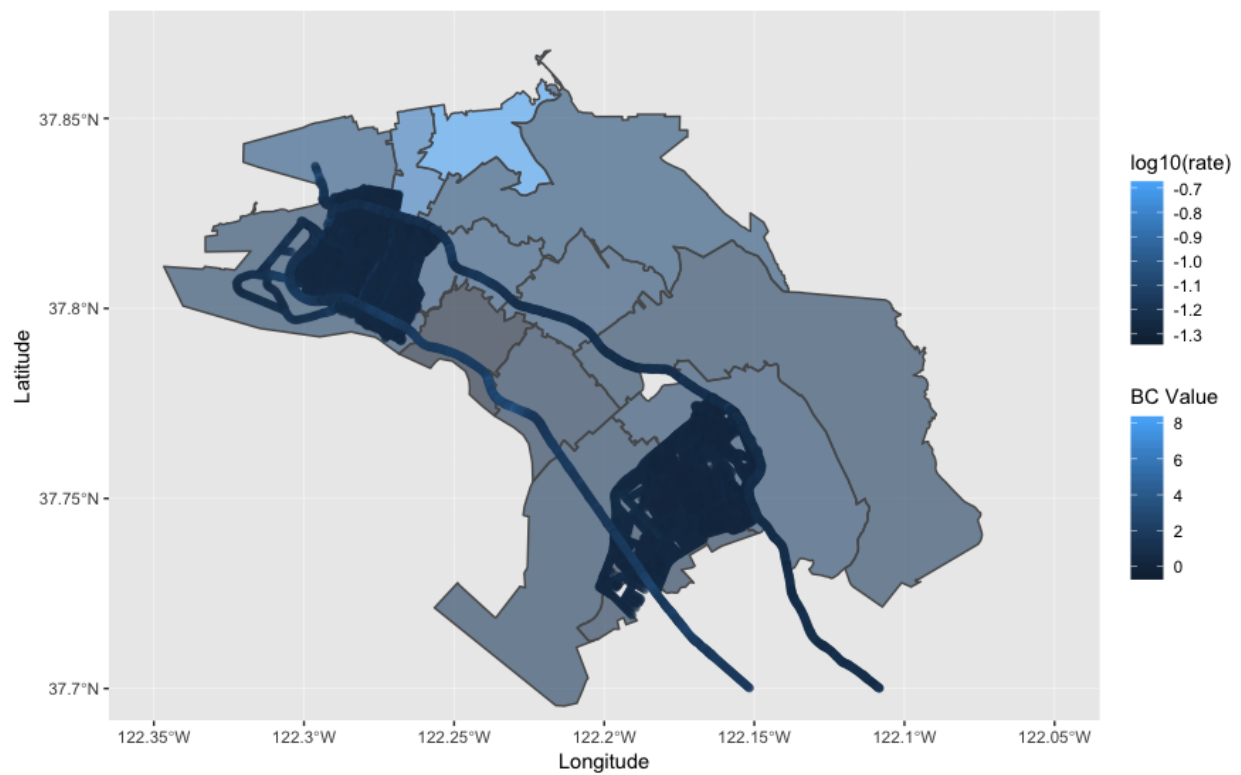 37.85°N
37.8°N
37.75°N
37.7°N
Latitude
122.35°W
122.3°W
122.25°W
122.2°W
122.15°W
122.1°W
122.05°W
Longitude
log10(rate)
-0.7
-0.8
-0.9
-1.0
-1.1
-1.2
-1.3
BC Value
8
6
4
2
0